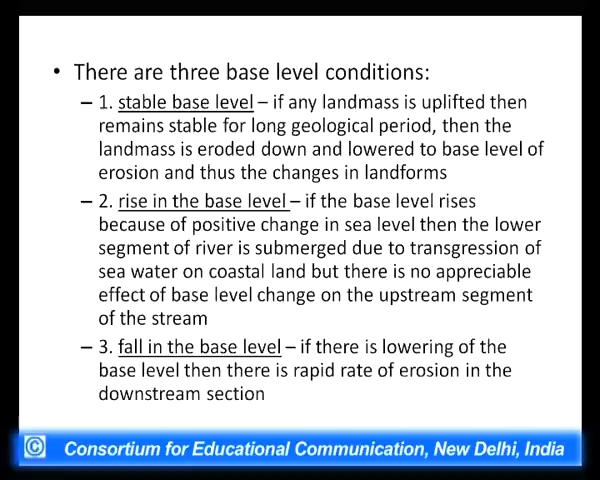 • There are three base level conditions:
– 1. stable base level – if any landmass is uplifted then
remains stable for long geological period, then the
landmass is eroded down and lowered to base level of
erosion and thus the changes in landforms
– 2. rise in the base level – if the base level rises
because of positive change in sea level then the lower
segment of river is submerged due to transgression of
sea water on coastal land but there is no appreciable
effect of base level change on the upstream segment
of the stream
– 3. fall in the base level – if there is lowering of the
base level then there is rapid rate of erosion in the
downstream section
© Consortium for Educational Communication, New Delhi, India